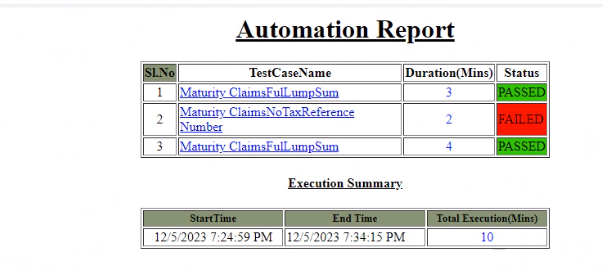 Automation Report
Sl.No TestCaseName Duration(Mins) Status
1 Maturity ClaimsFulLumpSum 3 PASSED
2 Maturity ClaimsNoTaxReference Number 2 FAILED
3 Maturity ClaimsFulLumpSum 4 PASSED
Execution Summary
StartTime End Time Total Execution(Mins)
12/5/2023 7:24:59 PM 12/5/2023 7:34:15 PM 10